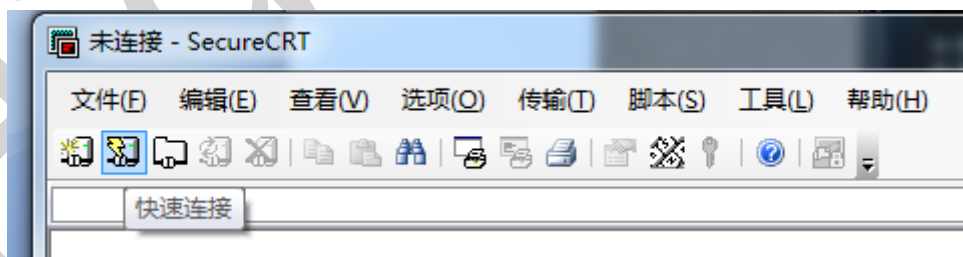 未连接 - SecureCRT
文件(F) 编辑(E) 查看(V) 选项(O) 传输(T) 脚本(S) 工具(L) 帮助(H)
快速连接